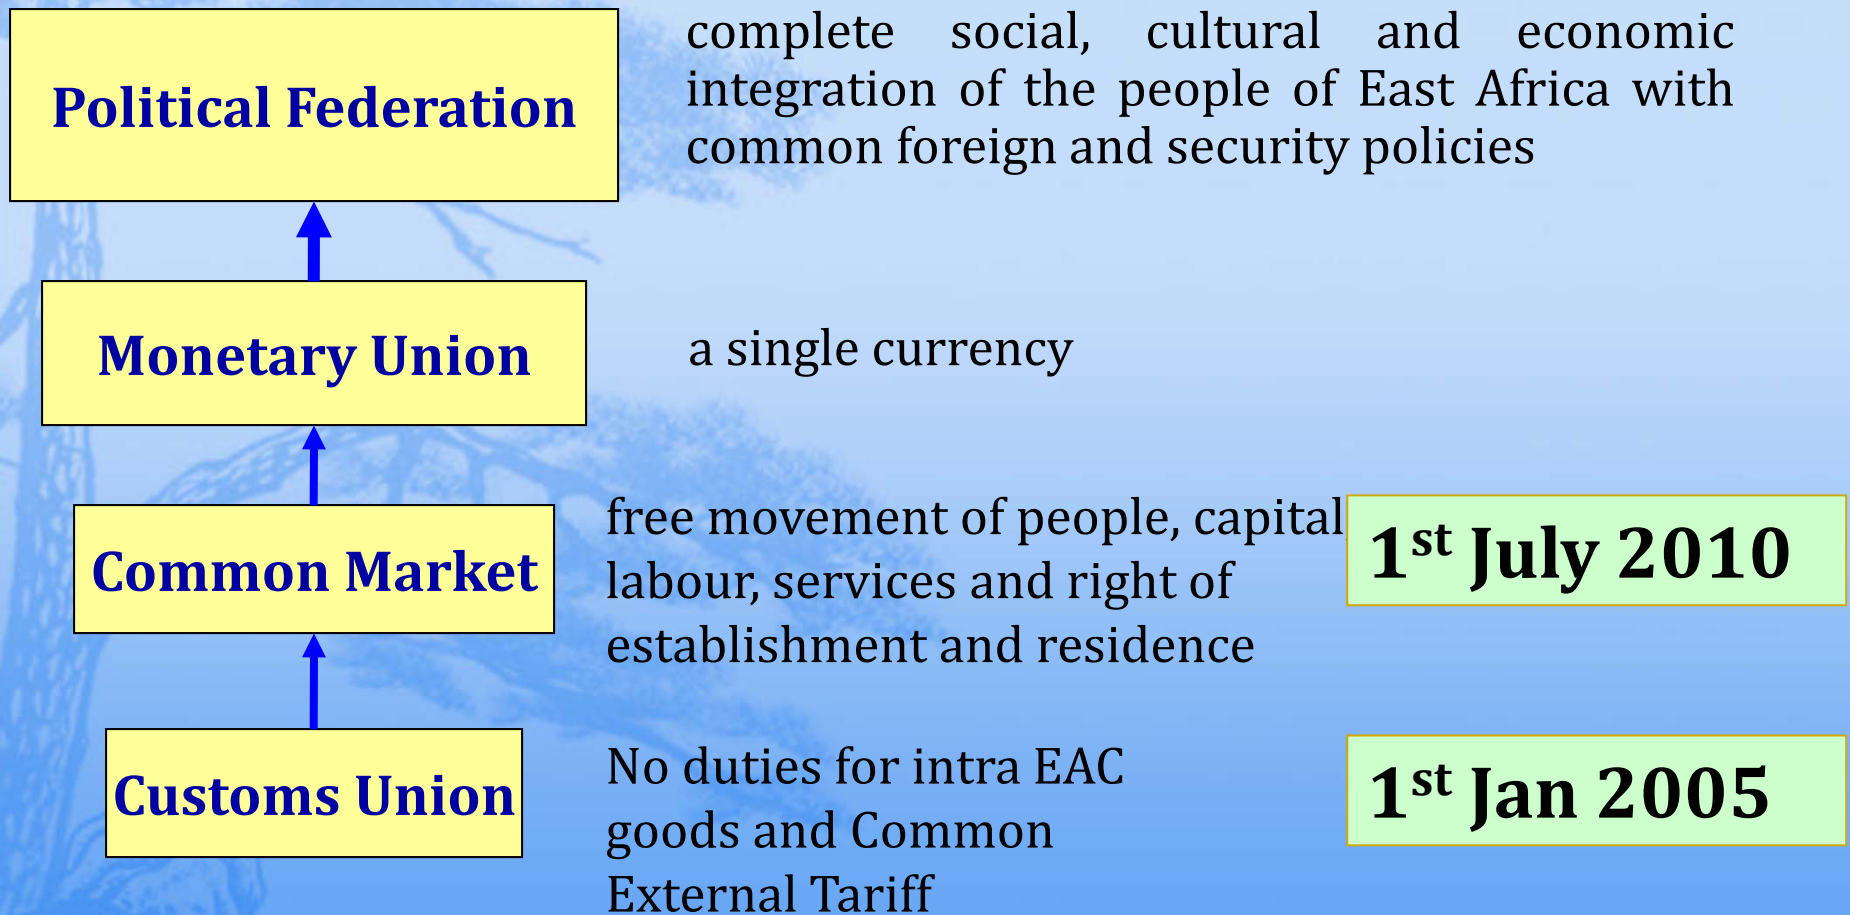 Political Federation
complete social, cultural and economic
integration of the people of East Africa with
common foreign and security policies
Monetary Union
a single currency
Common Market
free movement of people, capital,
labour, services and right of
establishment and residence
1st July 2010
Customs Union
No duties for intra EAC
goods and Common
External Tariff
1st Jan 2005